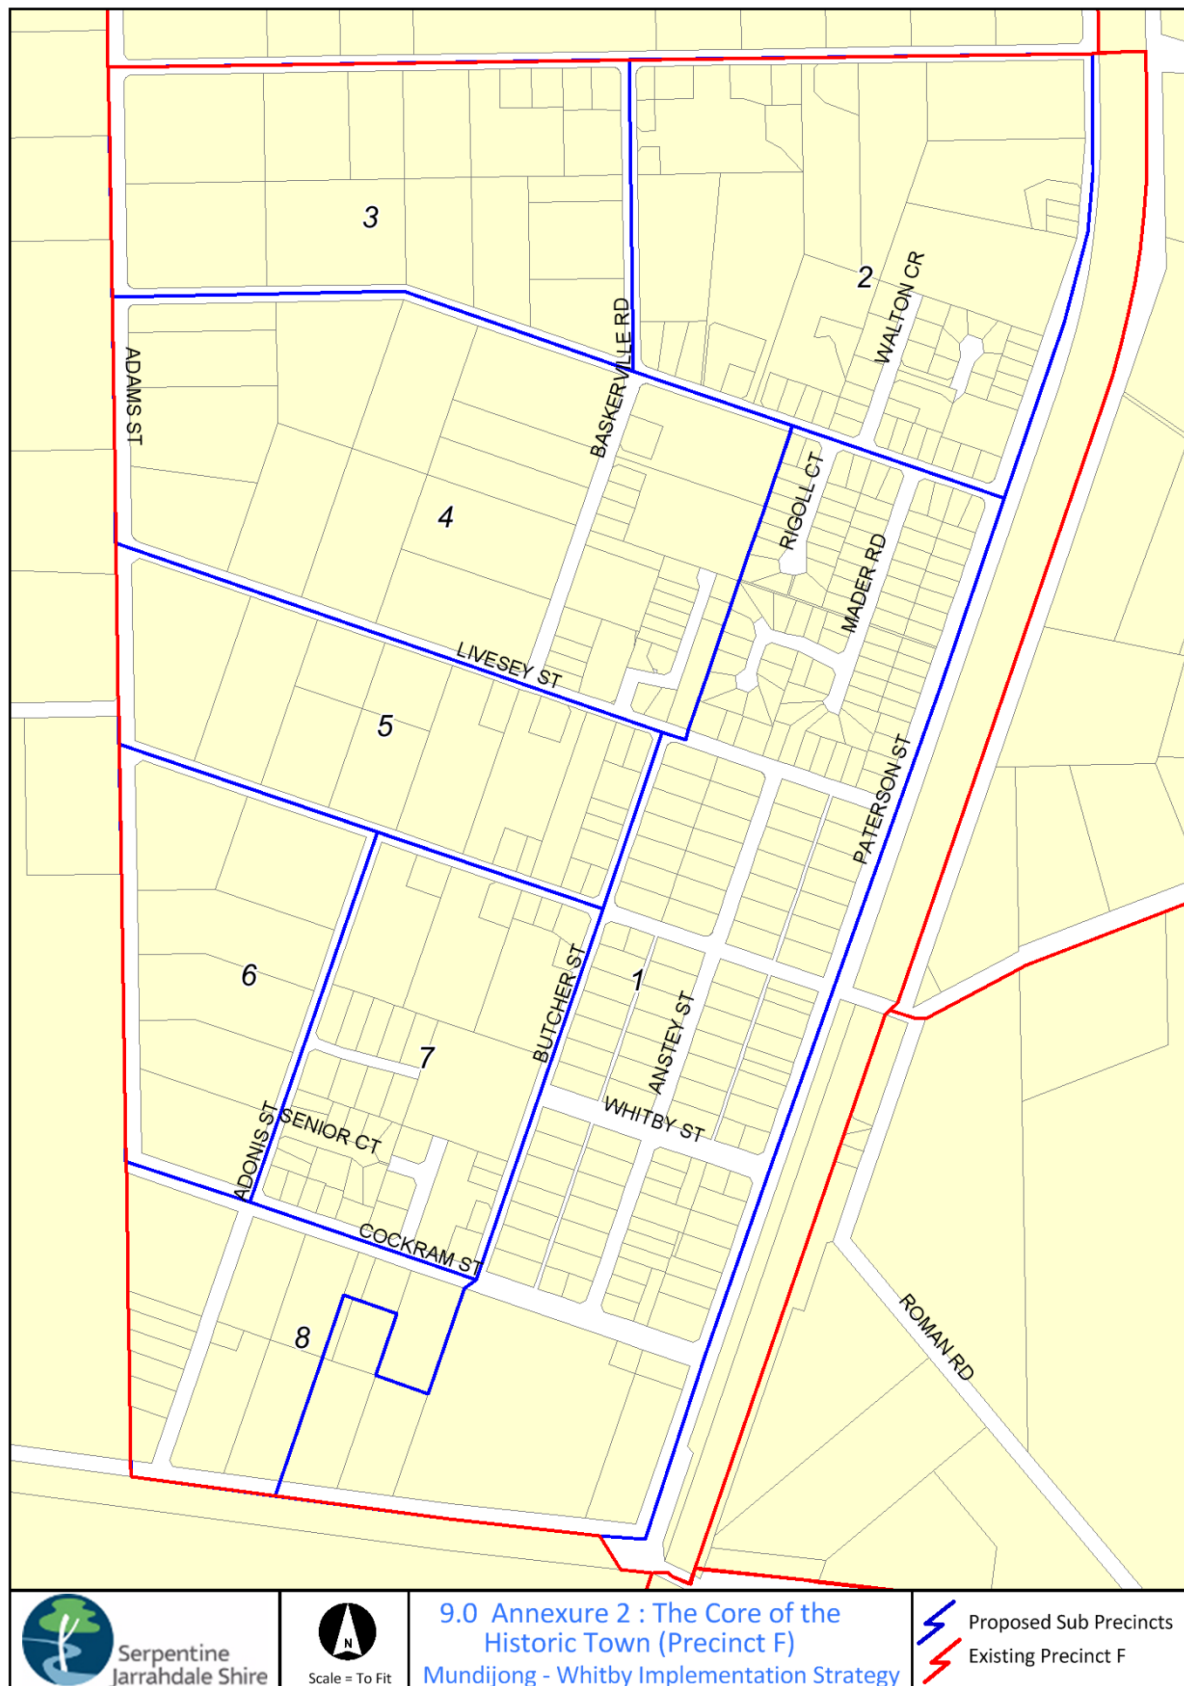 3
2
WALTON CR
BASKERVILLE RD
ADAMS ST
RIGOLL CT
4
MADER RD
LIVESEY ST
5
PATERSON ST
6
1
BUTCHER ST
7
ANSTEY ST
WHITBY ST
SENIOR CT
ADONIS ST
COCKRAM ST
8
ROMAN RD
Serpentine
Jarrahdale Shire
N
Scale = To Fit
9.0 Annexure 2 : The Core of the
Historic Town (Precinct F)
Mundijong - Whitby Implementation Strategy
Proposed Sub Precincts
Existing Precinct F